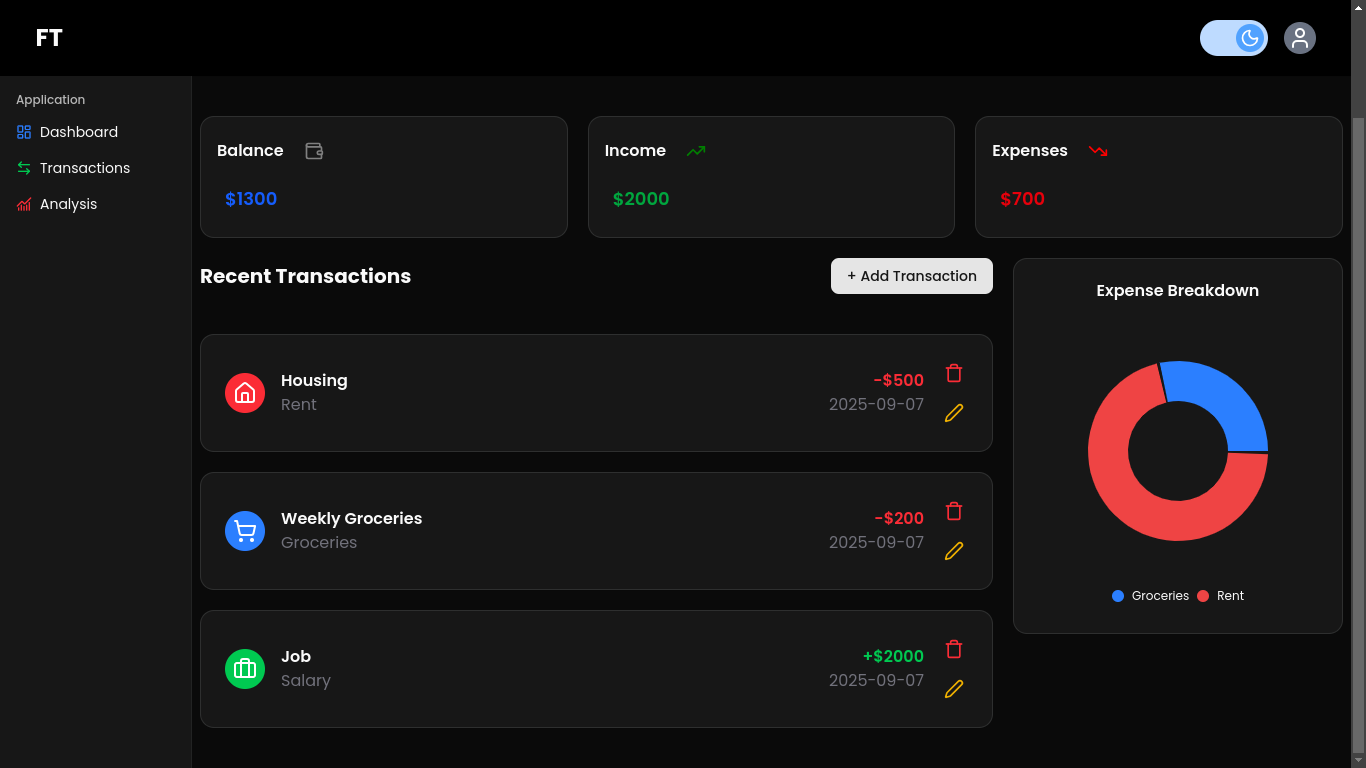 FT
Application
Dashboard
Transactions
Analysis
Balance
$1300
Income
$2000
Expenses
$700
Recent Transactions
+ Add Transaction
Housing
Rent
-$500
2025-09-07
Weekly Groceries
Groceries
-$200
2025-09-07
Job
Salary
+$2000
2025-09-07
Expense Breakdown
Groceries Rent